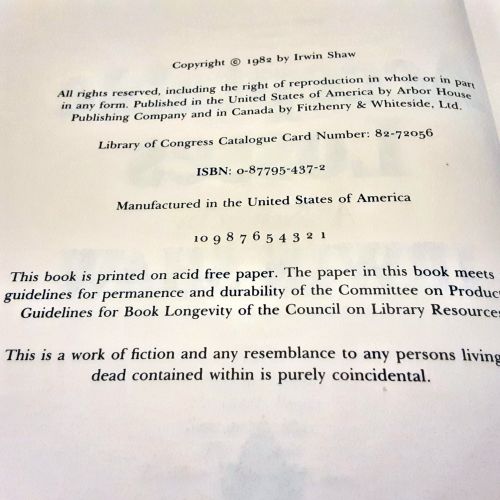 Copyright © 1982 by Irwin Shaw
All rights reserved, including the right of reproduction in whole or in part
in any form. Published in the United States of America by Arbor House
Publishing Company and in Canada by Fitzhenry & Whiteside, Ltd.
Library of Congress Catalogue Card Number: 82-72056
ISBN: 0-87795-437-2
Manufactured in the United States of America
10 9 8 7 6 5 4 3 2 1
This book is printed on acid free paper. The paper in this book meets
guidelines for permanence and durability of the Committee on Produc
Guidelines for Book Longevity of the Council on Library Resources
This is a work of fiction and any resemblance to any persons living
dead contained within is purely coincidental.